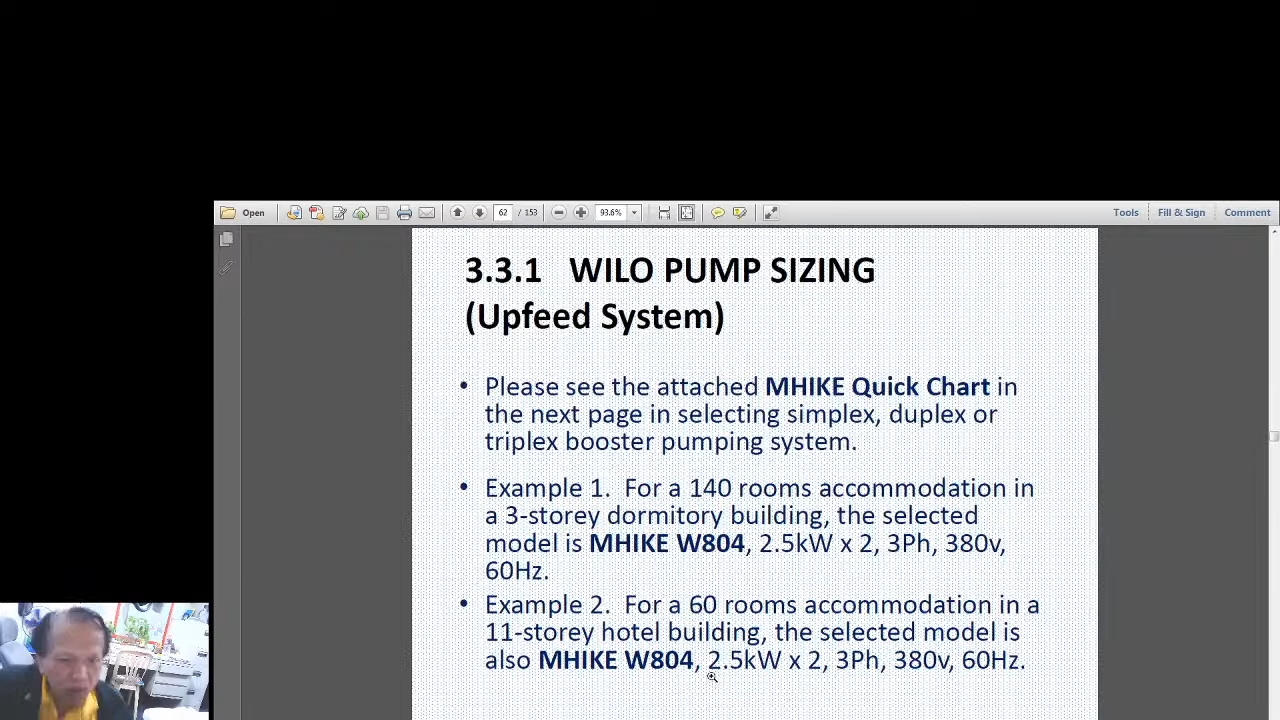 Open
62
/ 153
93.6%
Tools
Fill & Sign
Comment
3.3.1 WILO PUMP SIZING
(Upfeed System)
• Please see the attached MHIKE Quick Chart in
the next page in selecting simplex, duplex or
triplex booster pumping system.
• Example 1. For a 140 rooms accommodation in
a 3-storey dormitory building, the selected
model is MHIKE W804, 2.5kW x 2, 3Ph, 380v,
60Hz.
• Example 2. For a 60 rooms accommodation in a
11-storey hotel building, the selected model is
also MHIKE W804, 2.5kW x 2, 3Ph, 380v, 60Hz.